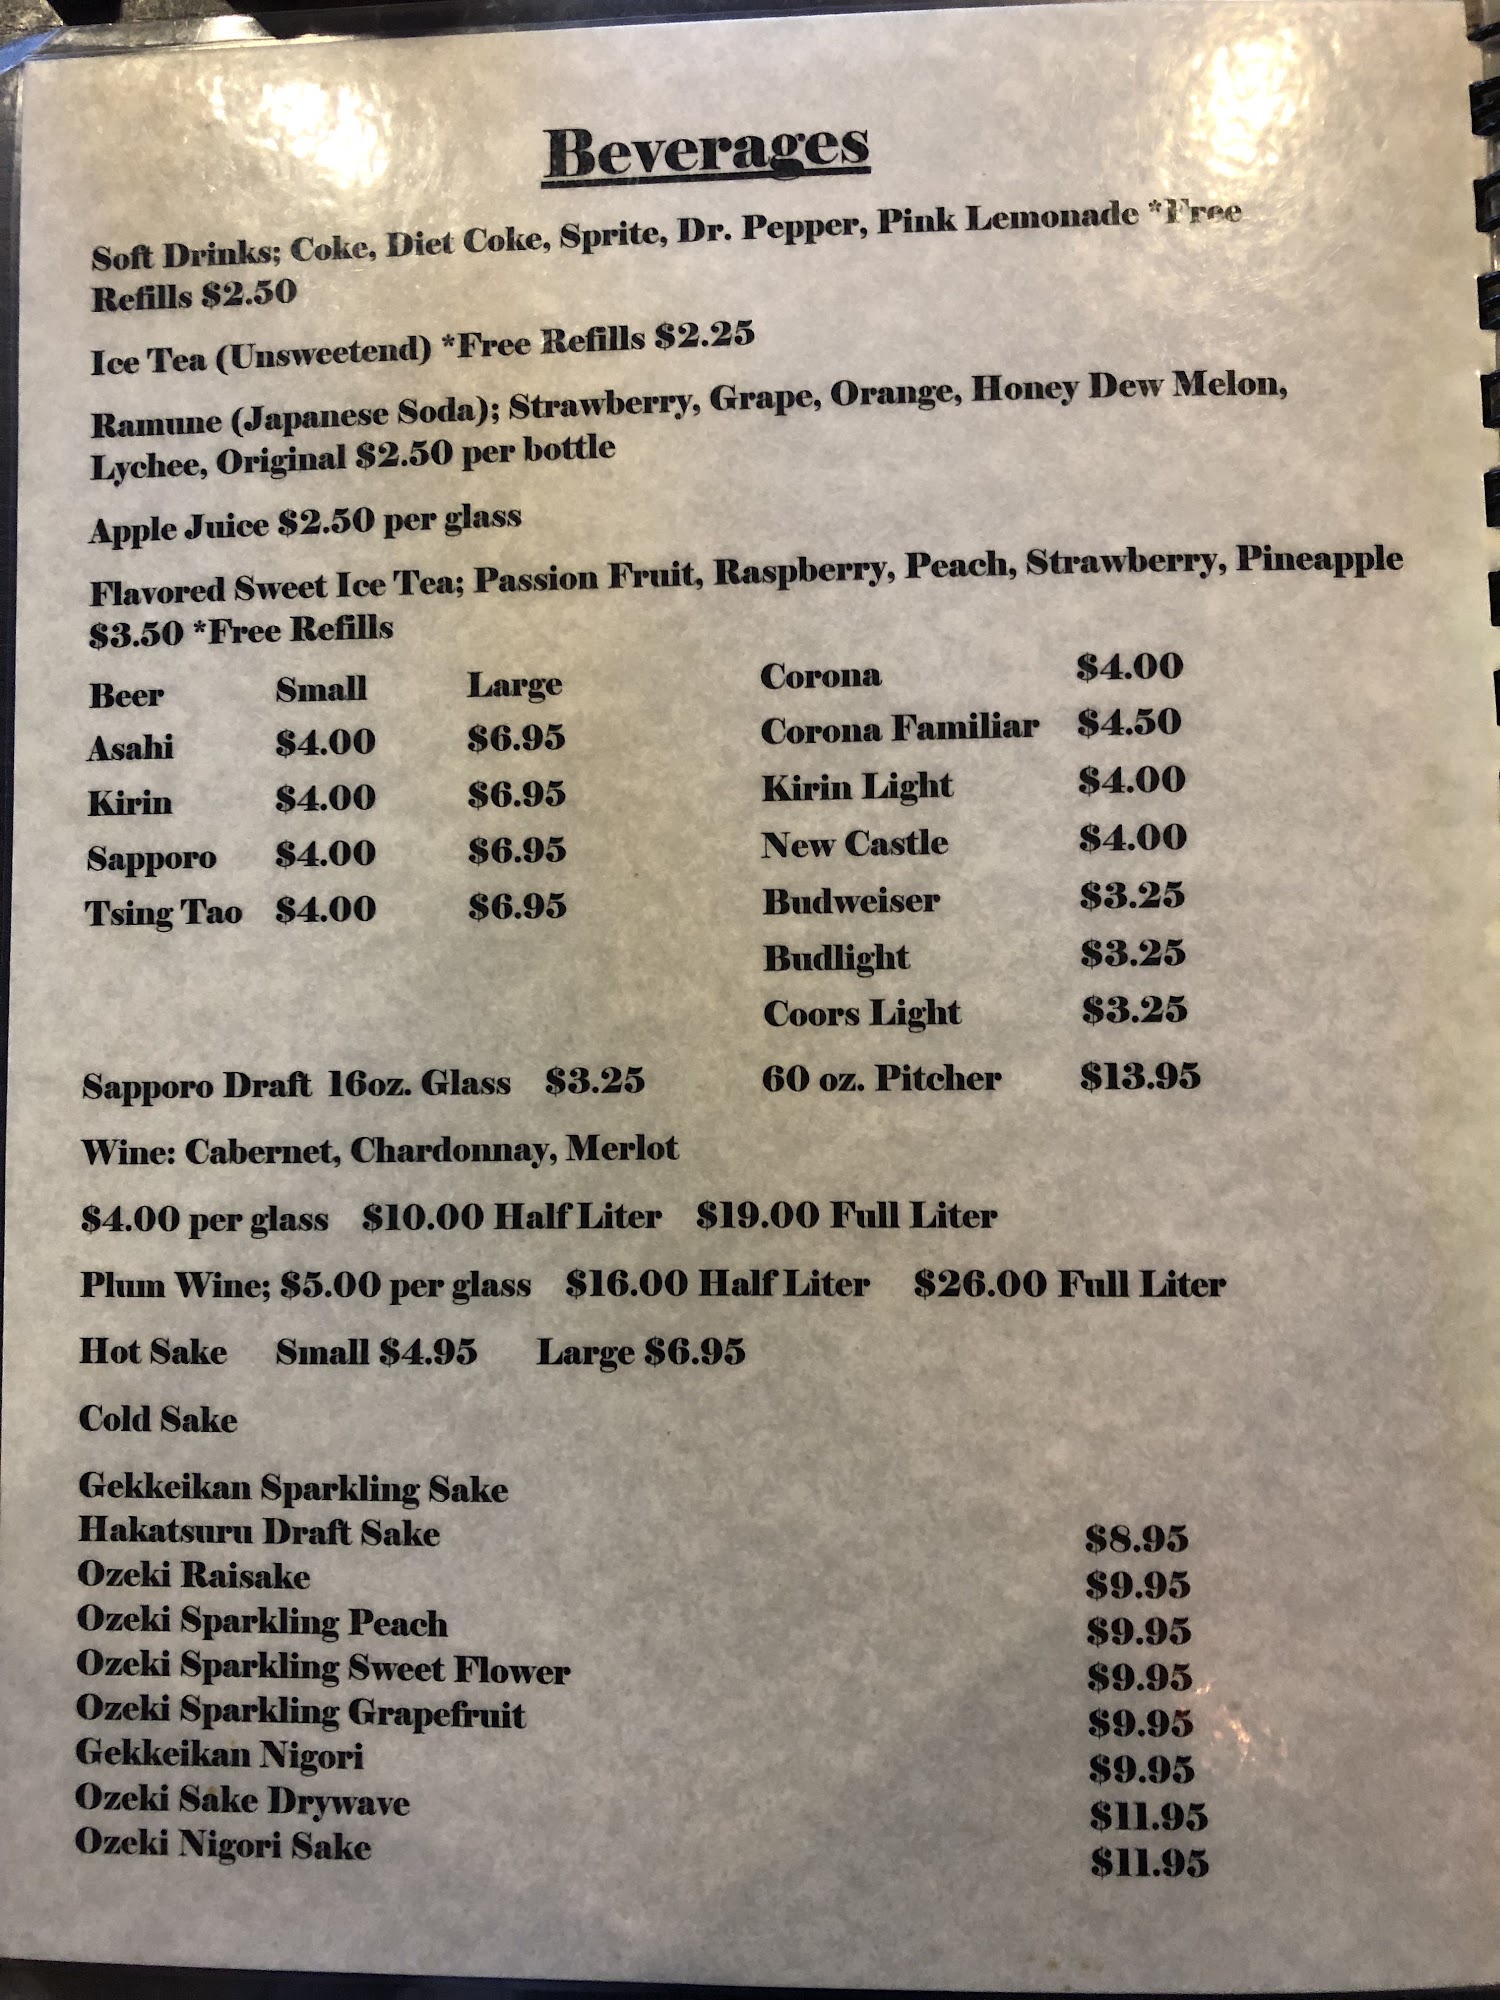 Beverages
Soft Drinks; Coke, Diet Coke, Sprite, Dr. Pepper, Pink Lemonade *Free
Refills $2.50
Ice Tea (Unsweetend) *Free Refills $2.25
Ramune (Japanese Soda); Strawberry, Grape, Orange, Honey Dew Melon,
Lychee, Original $2.50 per bottle
Apple Juice $2.50 per glass
Flavored Sweet Ice Tea; Passion Fruit, Raspberry, Peach, Strawberry, Pineapple
$3.50 *Free Refills
Beer Small Large
Asahi $4.00 $6.95
Kirin $4.00 $6.95
Sapporo $4.00 $6.95
Tsing Tao $4.00 $6.95
Corona $4.00
Corona Familiar $4.50
Kirin Light $4.00
New Castle $4.00
Budweiser $3.25
Budlight $3.25
Coors Light $3.25
Sapporo Draft 16oz. Glass $3.25 60 oz. Pitcher $13.95
Wine: Cabernet, Chardonnay, Merlot
$4.00 per glass $10.00 Half Liter $19.00 Full Liter
Plum Wine; $5.00 per glass $16.00 Half Liter $26.00 Full Liter
Hot Sake Small $4.95 Large $6.95
Cold Sake
Gekkeikan Sparkling Sake
Hakatsuru Draft Sake $8.95
Ozeki Raisake $9.95
Ozeki Sparkling Peach $9.95
Ozeki Sparkling Sweet Flower $9.95
Ozeki Sparkling Grapefruit $9.95
Gekkeikan Nigori $9.95
Ozeki Sake Drywave $11.95
Ozeki Nigori Sake $11.95